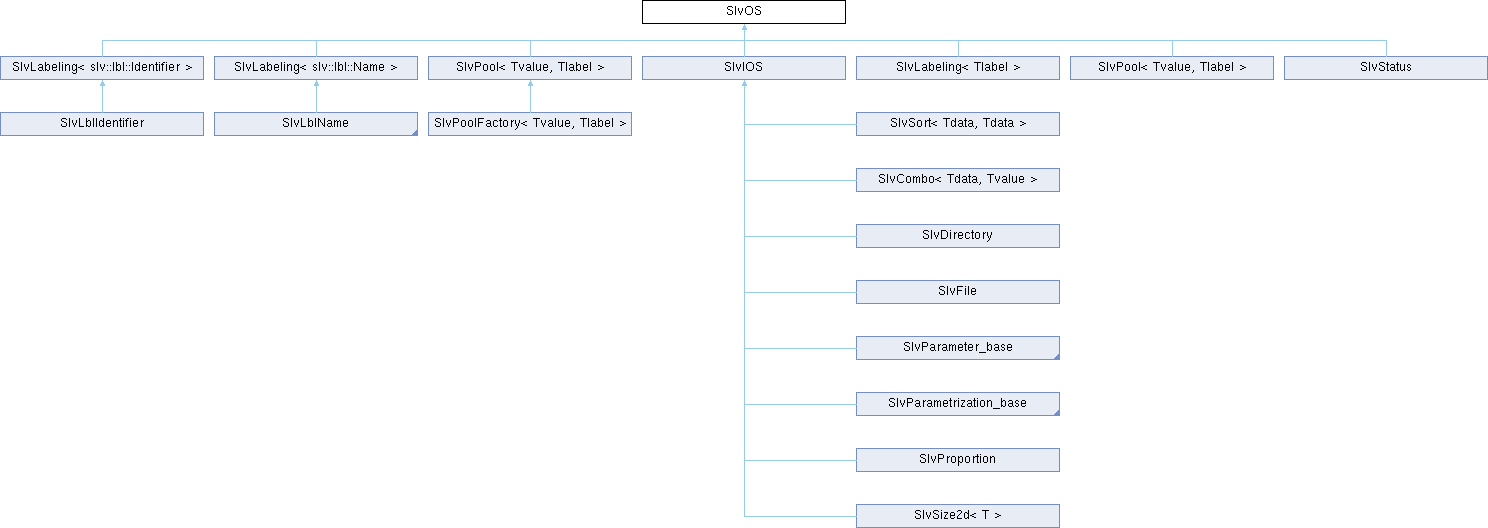 SlvOS
SlvLabeling< slv::lbl::Identifier >
SlvLabeling< slv::lbl::Name >
SlvPool< Tvalue, Tlabel >
SlvIOS
SlvLabeling< Tlabel >
SlvPool< Tvalue, Tlabel >
SlvStatus
SlvLblIdentifier
SlvLblName
SlvPoolFactory< Tvalue, Tlabel >
SlvSort< Tdata, Tdata >
SlvCombo< Tdata, Tvalue >
SlvDirectory
SlvFile
SlvParameter_base
SlvParametrization_base
SlvProportion
SlvSize2d< T >